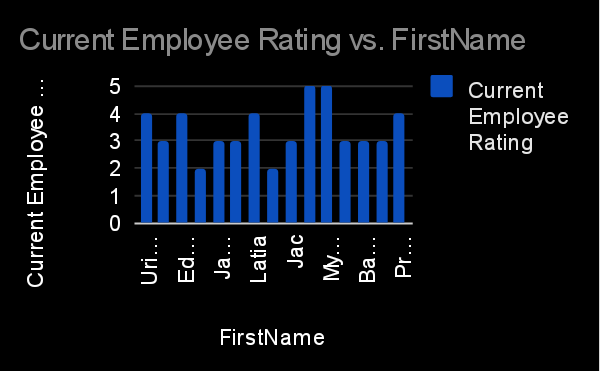 Current Employee Rating vs. FirstName
Current Employee ...
5
4
3
2
1
0
Uri...
Ed...
Ja...
Latia
Jac
My...
Ba...
Pr...
FirstName
Current
Employee
Rating